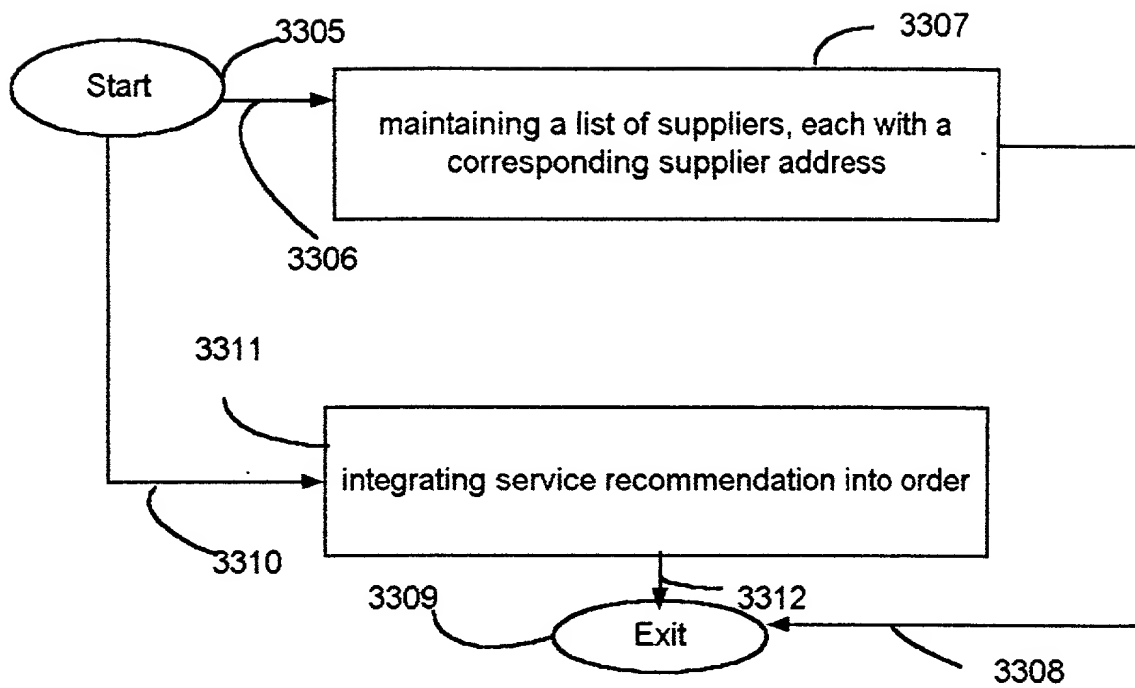 3305
3307
Start
maintaining a list of suppliers, each with a
corresponding supplier address
3306
3311
integrating service recommendation into order
3310
3309
3312
Exit
3308